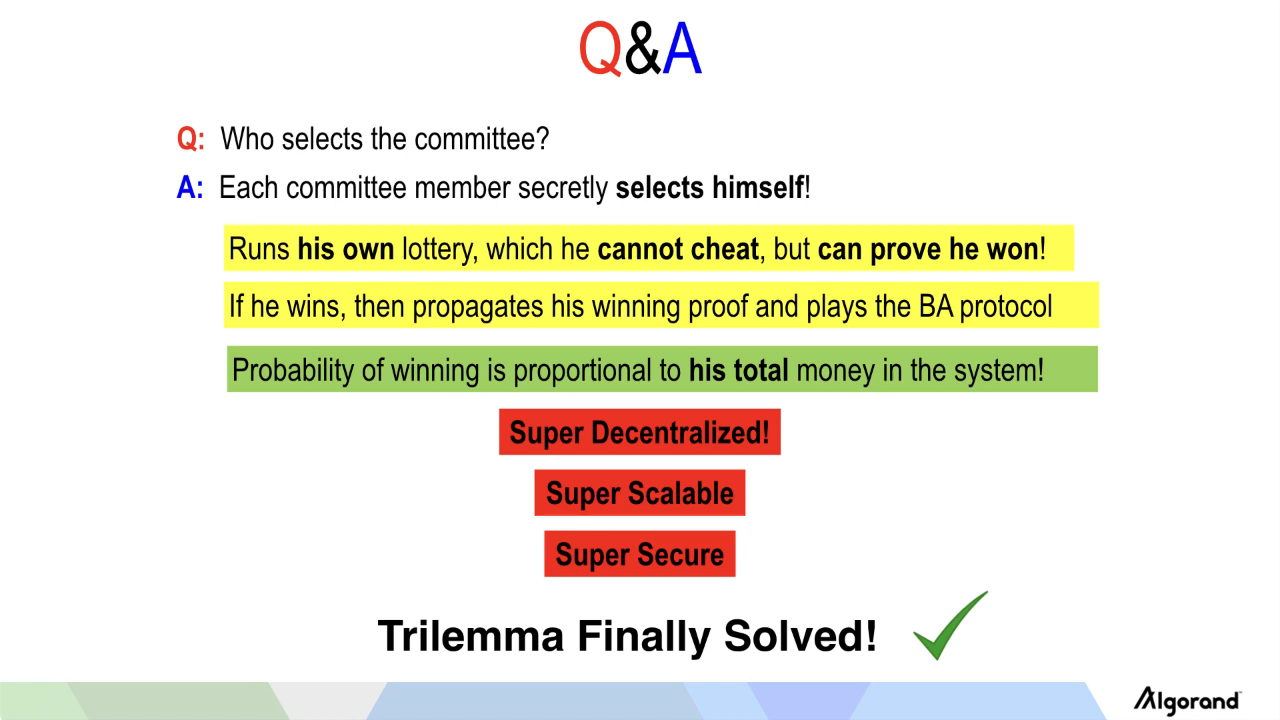 Q&A
Q: Who selects the committee?
A: Each committee member secretly selects himself!
Runs his own lottery, which he cannot cheat, but can prove he won!
If he wins, then propagates his winning proof and plays the BA protocol
Probability of winning is proportional to his total money in the system!
Super Decentralized!
Super Scalable
Super Secure
Trilemma Finally Solved!
Algorand